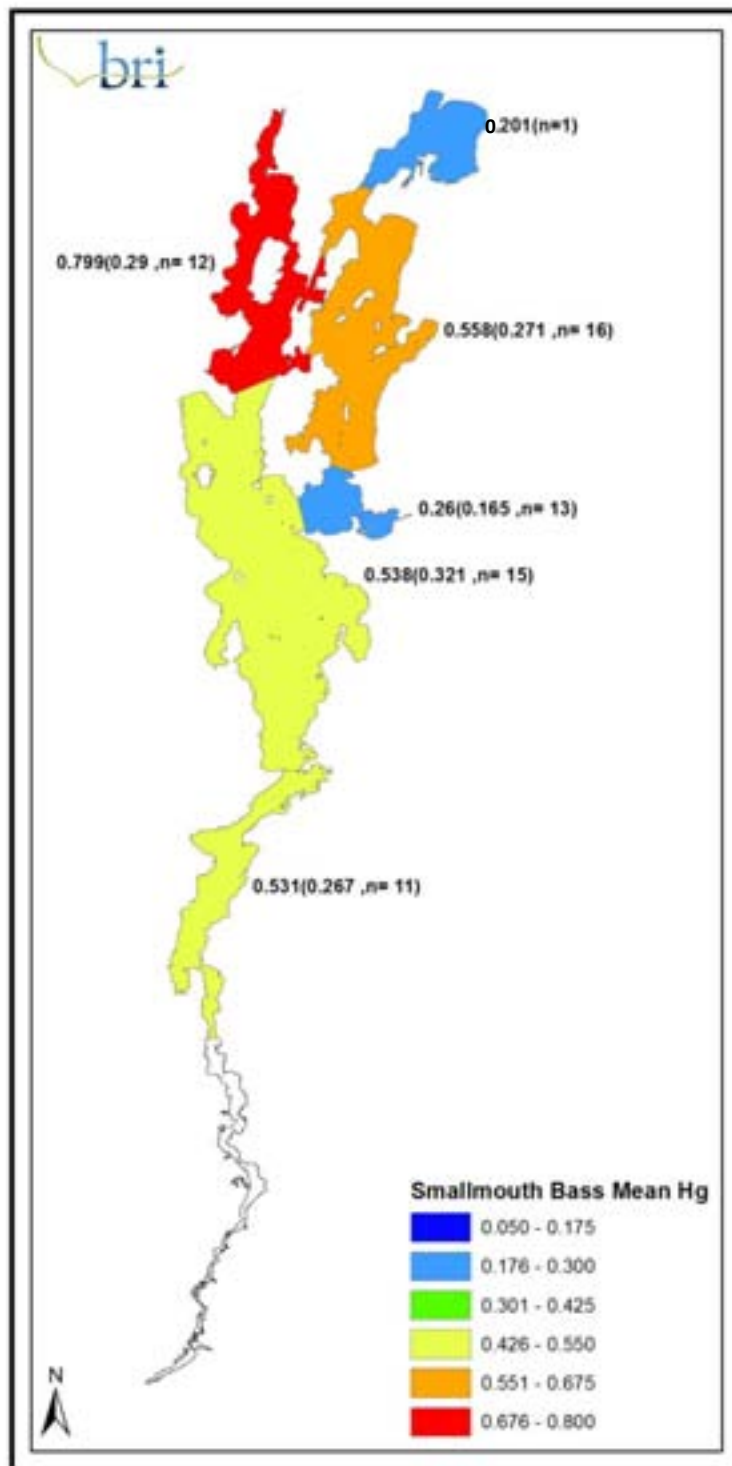 bri
0.201(n=1)
0.799(0.29 ,n= 12)
0.558(0.271 ,n= 16)
0.26(0.165 ,n= 13)
0.538(0.321 ,n= 15)
0.531(0.267 ,n= 11)
Smallmouth Bass Mean Hg
0.050 - 0.175
0.176 - 0.300
0.301 - 0.425
0.426 - 0.550
0.551 - 0.675
0.676 - 0.800
N